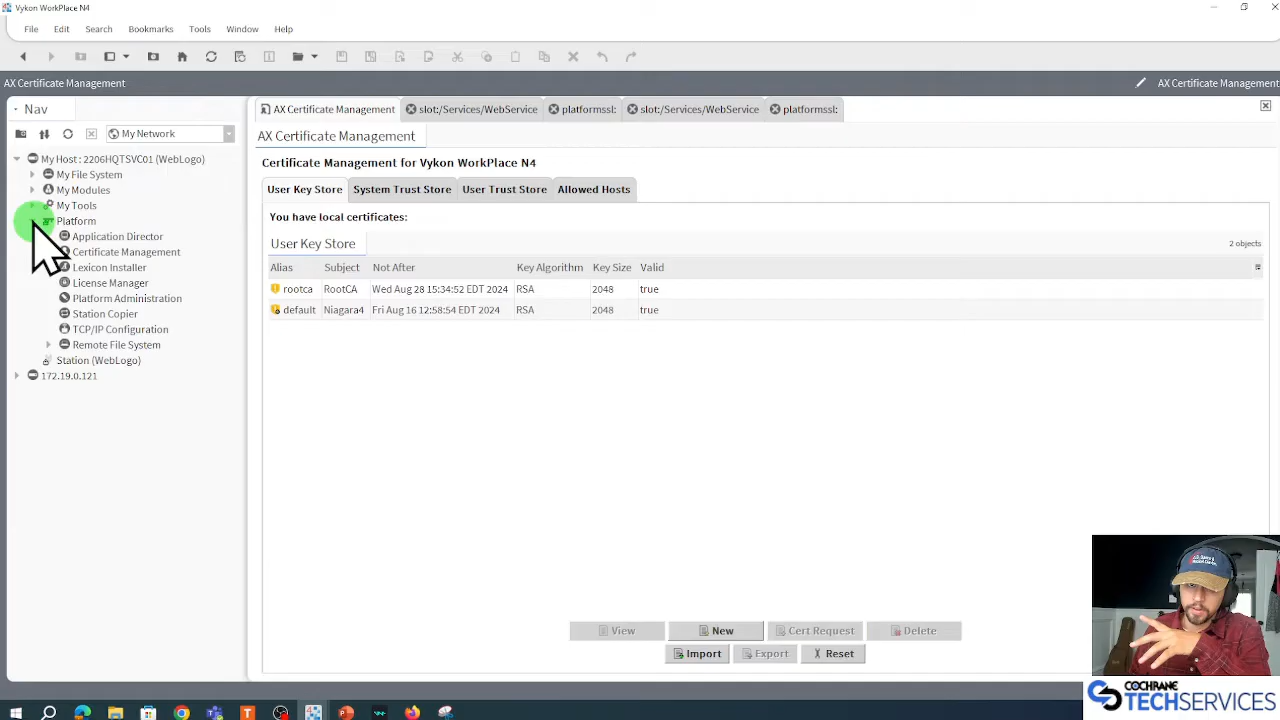 Vykon WorkPlace N4
File Edit Search Bookmarks Tools Window Help
AX Certificate Management
AX Certificate Management
Nav
My Network
My Host : 2206HQTSVC01 (WebLogo)
My File System
My Modules
My Tools
Platform
Application Director
Certificate Management
Lexicon Installer
License Manager
Platform Administration
Station Copier
TCP/IP Configuration
Remote File System
Station (WebLogo)
172.19.0.121
AX Certificate Management slot:/Services/WebService platformssl: slot:/Services/WebService platformssl:
AX Certificate Management
Certificate Management for Vykon WorkPlace N4
User Key Store System Trust Store User Trust Store Allowed Hosts
You have local certificates:
User Key Store 2 objects
Alias Subject Not After Key Algorithm Key Size Valid
rootca RootCA Wed Aug 28 15:34:52 EDT 2024 RSA 2048 true
default Niagara4 Fri Aug 16 12:58:54 EDT 2024 RSA 2048 true
View New Cert Request Delete
Import Export Reset
COCHRANE
TECHSERVICES